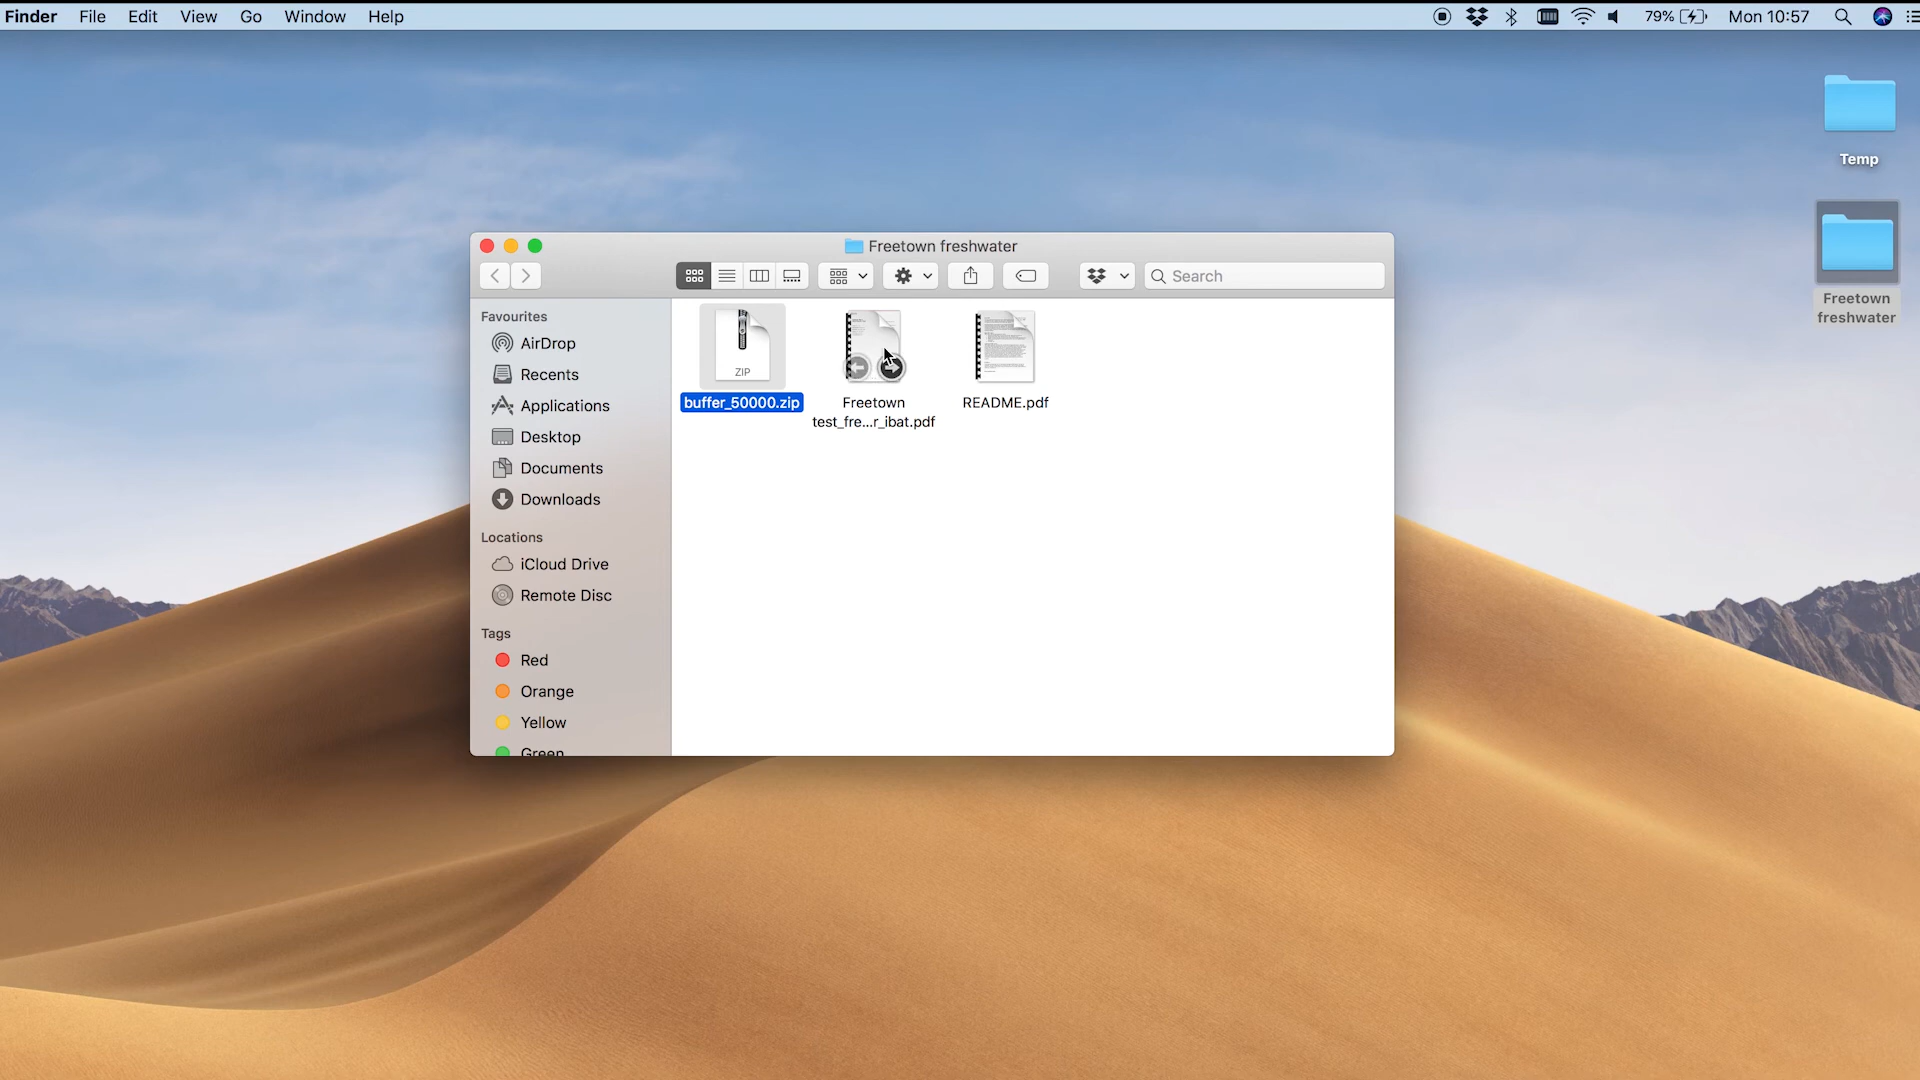 Finder File Edit View Go Window Help 79% Mon 10:57
Temp
Freetown
freshwater
Freetown freshwater
Search
Favourites
AirDrop
Recents
Applications
Desktop
Documents
Downloads
Locations
iCloud Drive
Remote Disc
Tags
Red
Orange
Yellow
Green
ZIP
buffer_50000.zip
Freetown
test_fre...r_ibat.pdf
README.pdf